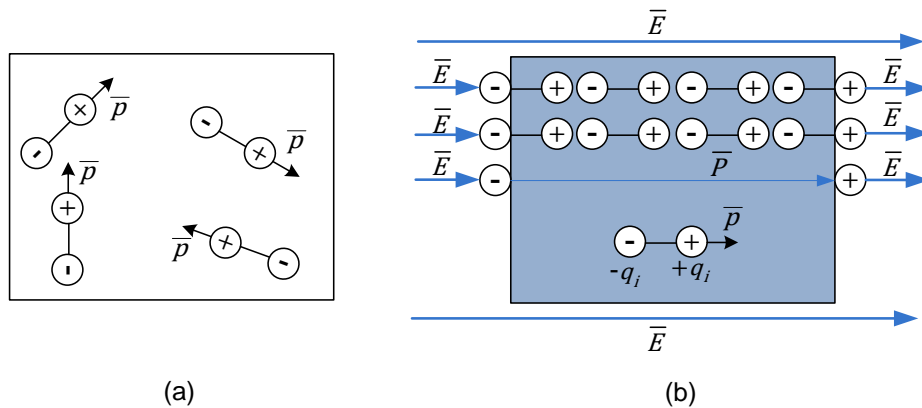 E̅
E̅ - + - + - + - + E̅
p̅ + -
- p̅
E̅ - + - + - + - + E̅
- + p̅
p̅
P̅
E̅ - + E̅
+
p̅ + -
- + p̅
-
-qᵢ +qᵢ
E̅
(a) (b)